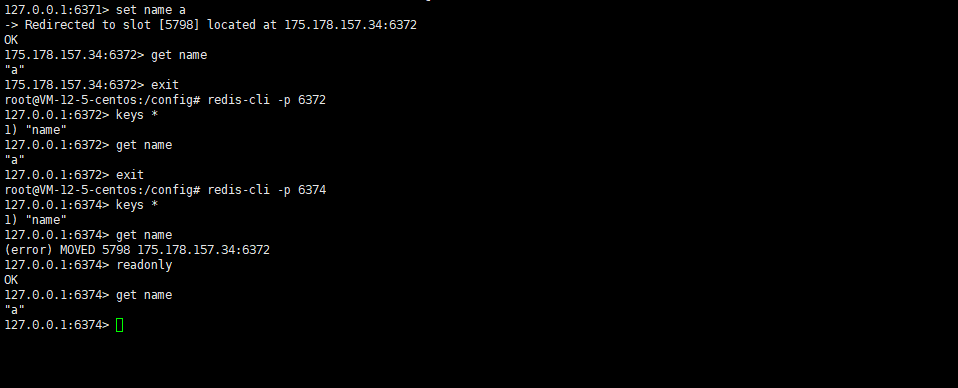 127.0.0.1:6371> set name a
-> Redirected to slot [5798] located at 175.178.157.34:6372
OK
175.178.157.34:6372> get name
"a"
175.178.157.34:6372> exit
root@VM-12-5-centos:/config# redis-cli -p 6372
127.0.0.1:6372> keys *
1) "name"
127.0.0.1:6372> get name
"a"
127.0.0.1:6372> exit
root@VM-12-5-centos:/config# redis-cli -p 6374
127.0.0.1:6374> keys *
1) "name"
127.0.0.1:6374> get name
(error) MOVED 5798 175.178.157.34:6372
127.0.0.1:6374> readonly
OK
127.0.0.1:6374> get name
"a"
127.0.0.1:6374>